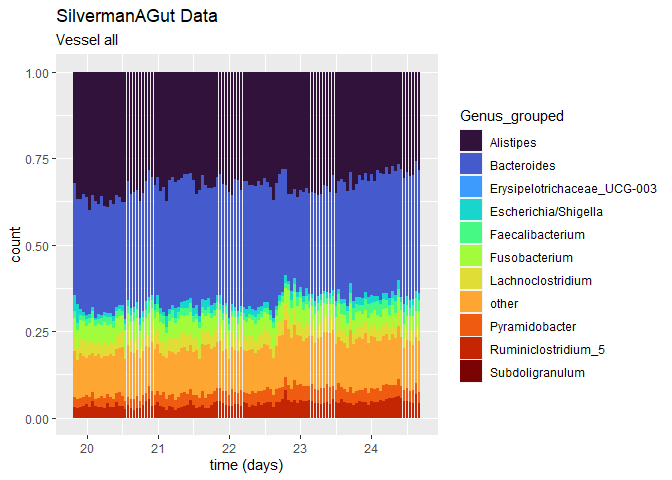 SilvermanAGut Data
Vessel all
1.00
0.75
0.50
0.25
0.00
count
20
21
22
23
24
time (days)
Genus_grouped
Alistipes
Bacteroides
Erysipelotrichaceae_UCG-003
Escherichia/Shigella
Faecalibacterium
Fusobacterium
Lachnoclostridium
other
Pyramidobacter
Ruminiclostridium_5
Subdoligranulum